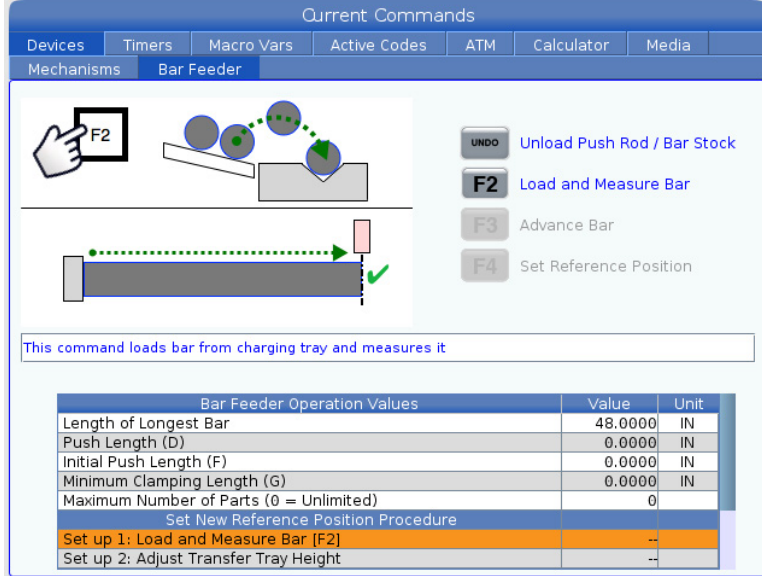 Current Commands
Devices Timers Macro Vars Active Codes ATM Calculator Media
Mechanisms Bar Feeder
F2
UNDO Unload Push Rod / Bar Stock
F2 Load and Measure Bar
F3 Advance Bar
F4 Set Reference Position
This command loads bar from charging tray and measures it
Bar Feeder Operation Values Value Unit
Length of Longest Bar 48.0000 IN
Push Length (D) 0.0000 IN
Initial Push Length (F) 0.0000 IN
Minimum Clamping Length (G) 0.0000 IN
Maximum Number of Parts (0 = Unlimited) 0
Set New Reference Position Procedure
Set up 1: Load and Measure Bar [F2] --
Set up 2: Adjust Transfer Tray Height --